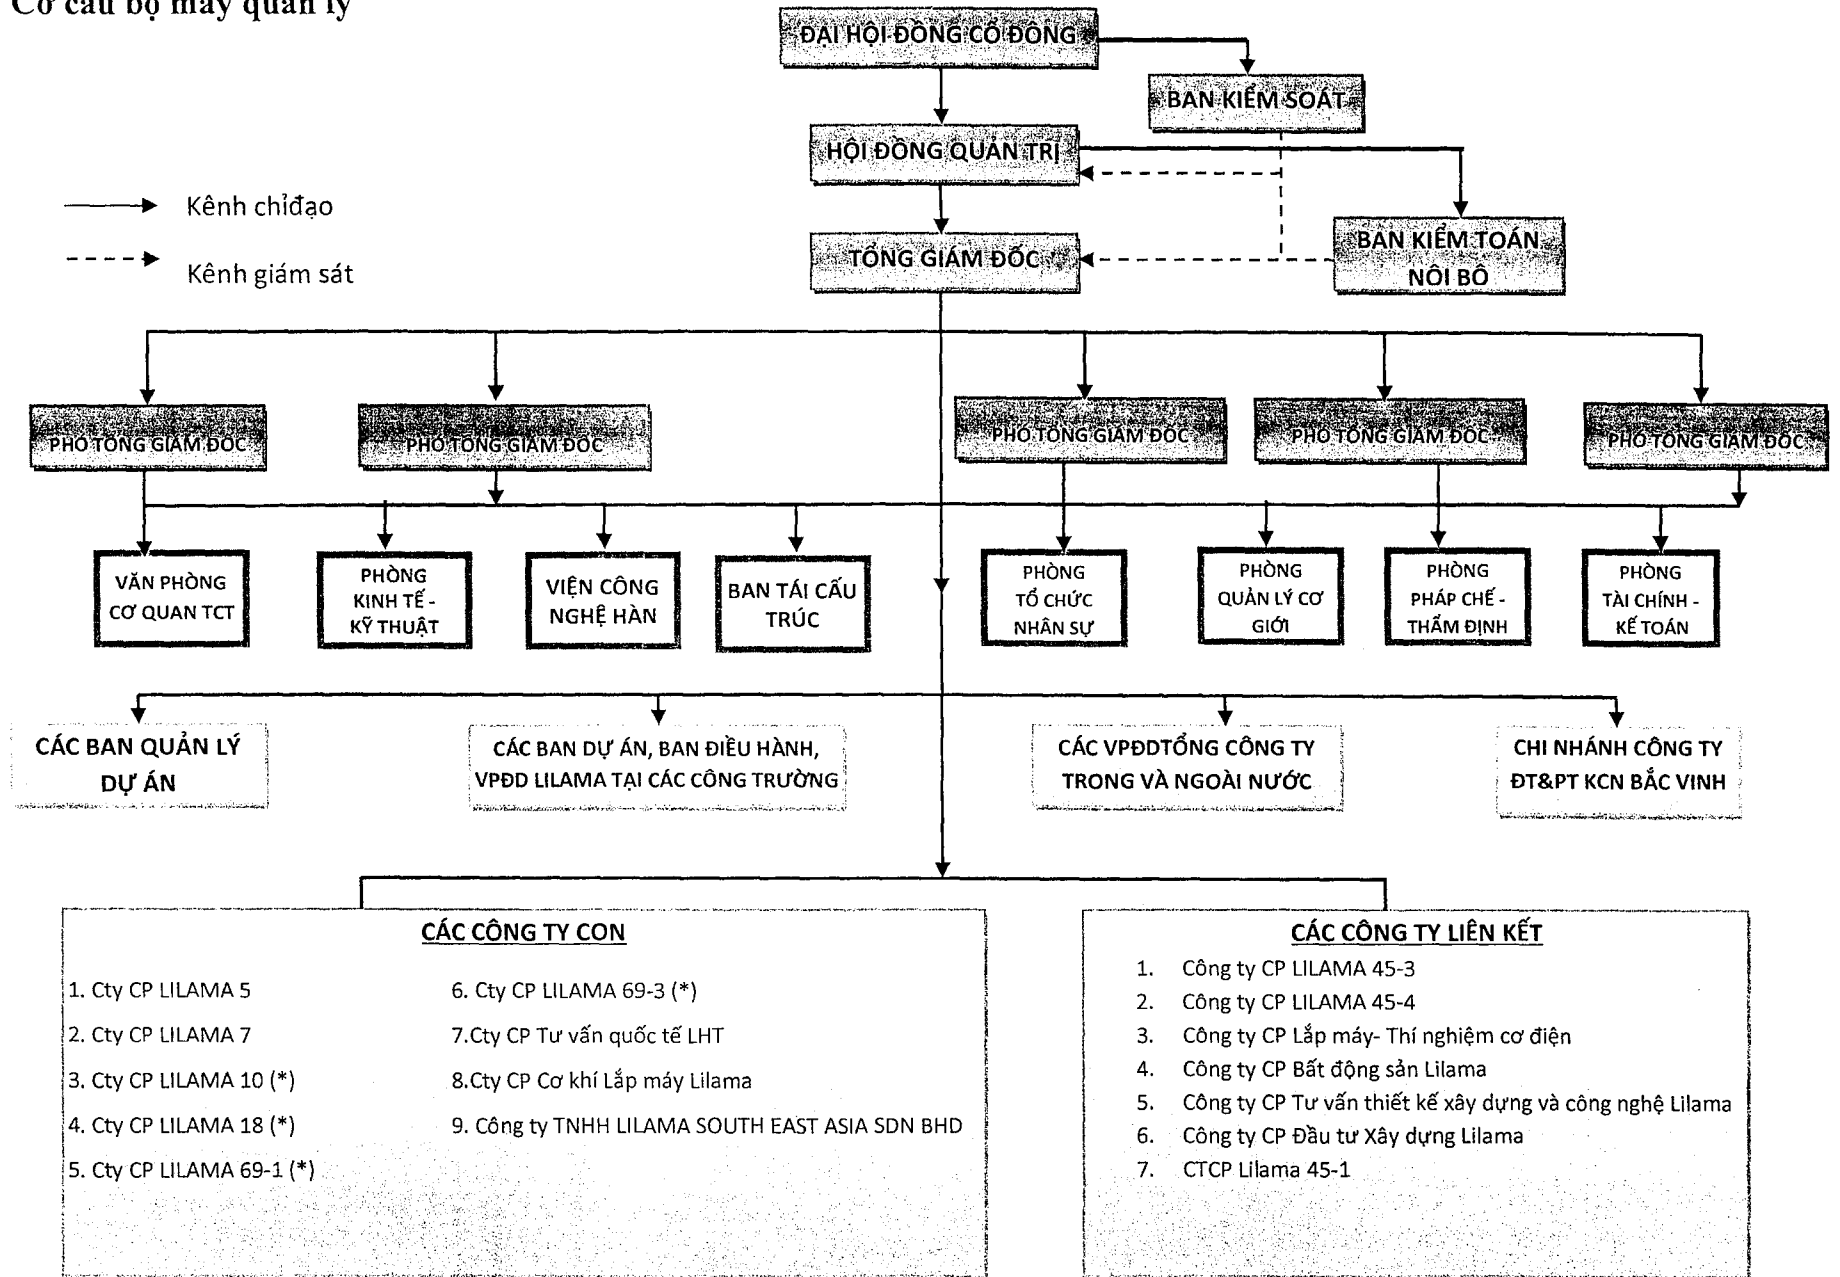 Cơ cấu bộ máy quản lý
ĐẠI HỘI ĐỒNG CỔ ĐÔNG
BAN KIỂM SOÁT
HỘI ĐỒNG QUẢN TRỊ
Kênh chỉđạo
Kênh giám sát
TỔNG GIÁM ĐỐC
BAN KIỂM TOÁN
NỘI BỘ
PHÓ TỔNG GIÁM ĐỐC
PHÓ TỔNG GIÁM ĐỐC
PHÓ TỔNG GIÁM ĐỐC
PHÓ TỔNG GIÁM ĐỐC
PHÓ TỔNG GIÁM ĐỐC
VĂN PHÒNG
CƠ QUAN TCT
PHÒNG
KINH TẾ -
KỸ THUẬT
VIỆN CÔNG
NGHỆ HÀN
BAN TÁI CẤU
TRÚC
PHÒNG
TỔ CHỨC
NHÂN SỰ
PHÒNG
QUẢN LÝ CƠ
GIỚI
PHÒNG
PHÁP CHẾ -
THẨM ĐỊNH
PHÒNG
TÀI CHÍNH -
KẾ TOÁN
CÁC BAN QUẢN LÝ
DỰ ÁN
CÁC BAN DỰ ÁN, BAN ĐIỀU HÀNH,
VPĐD LILAMA TẠI CÁC CÔNG TRƯỜNG
CÁC VPĐDTỔNG CÔNG TY
TRONG VÀ NGOÀI NƯỚC
CHI NHÁNH CÔNG TY
ĐT&PT KCN BẮC VINH
CÁC CÔNG TY CON
1. Cty CP LILAMA 5
2. Cty CP LILAMA 7
3. Cty CP LILAMA 10 (*)
4. Cty CP LILAMA 18 (*)
5. Cty CP LILAMA 69-1 (*)
6. Cty CP LILAMA 69-3 (*)
7.Cty CP Tư vấn quốc tế LHT
8.Cty CP Cơ khí Lắp máy Lilama
9. Công ty TNHH LILAMA SOUTH EAST ASIA SDN BHD
CÁC CÔNG TY LIÊN KẾT
1. Công ty CP LILAMA 45-3
2. Công ty CP LILAMA 45-4
3. Công ty CP Lắp máy- Thí nghiệm cơ điện
4. Công ty CP Bất động sản Lilama
5. Công ty CP Tư vấn thiết kế xây dựng và công nghệ Lilama
6. Công ty CP Đầu tư Xây dựng Lilama
7. CTCP Lilama 45-1